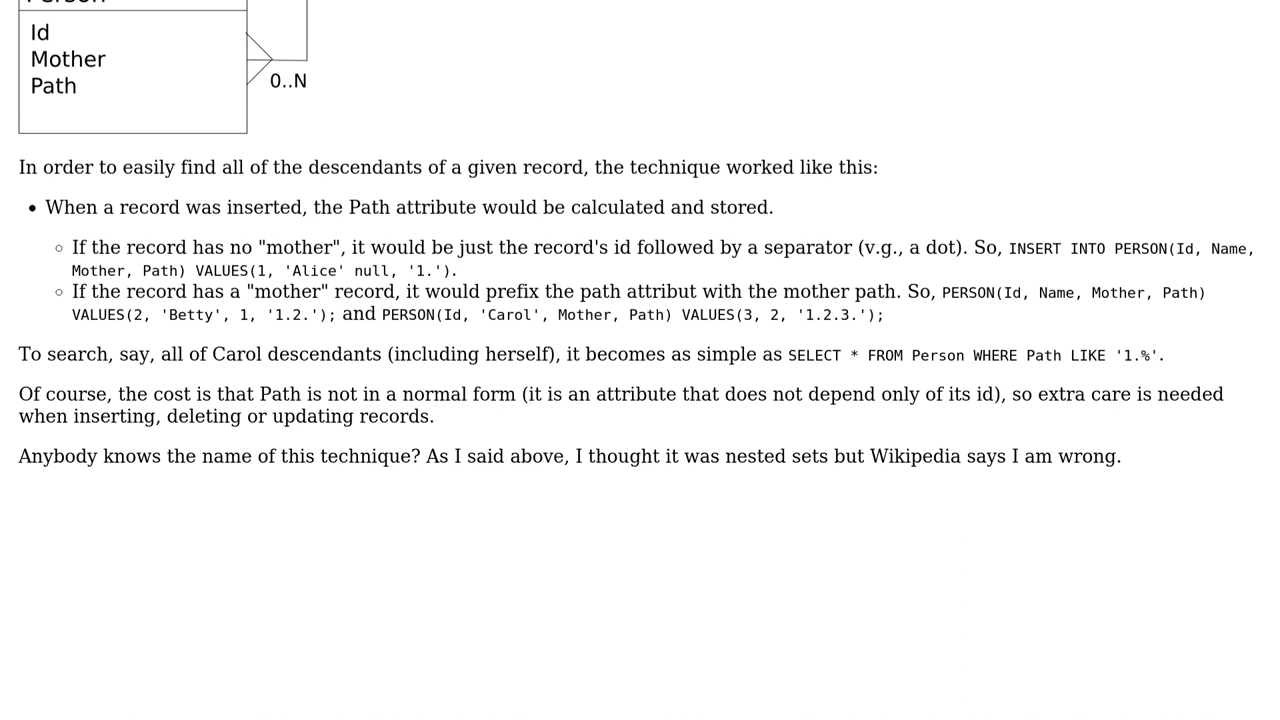 Person
Id
Mother
Path
0..N
In order to easily find all of the descendants of a given record, the technique worked like this:
• When a record was inserted, the Path attribute would be calculated and stored.
◦ If the record has no "mother", it would be just the record's id followed by a separator (v.g., a dot). So, INSERT INTO PERSON(Id, Name,
Mother, Path) VALUES(1, 'Alice' null, '1.').
◦ If the record has a "mother" record, it would prefix the path attribut with the mother path. So, PERSON(Id, Name, Mother, Path)
VALUES(2, 'Betty', 1, '1.2.'); and PERSON(Id, 'Carol', Mother, Path) VALUES(3, 2, '1.2.3.');
To search, say, all of Carol descendants (including herself), it becomes as simple as SELECT * FROM Person WHERE Path LIKE '1.%'.
Of course, the cost is that Path is not in a normal form (it is an attribute that does not depend only of its id), so extra care is needed
when inserting, deleting or updating records.
Anybody knows the name of this technique? As I said above, I thought it was nested sets but Wikipedia says I am wrong.